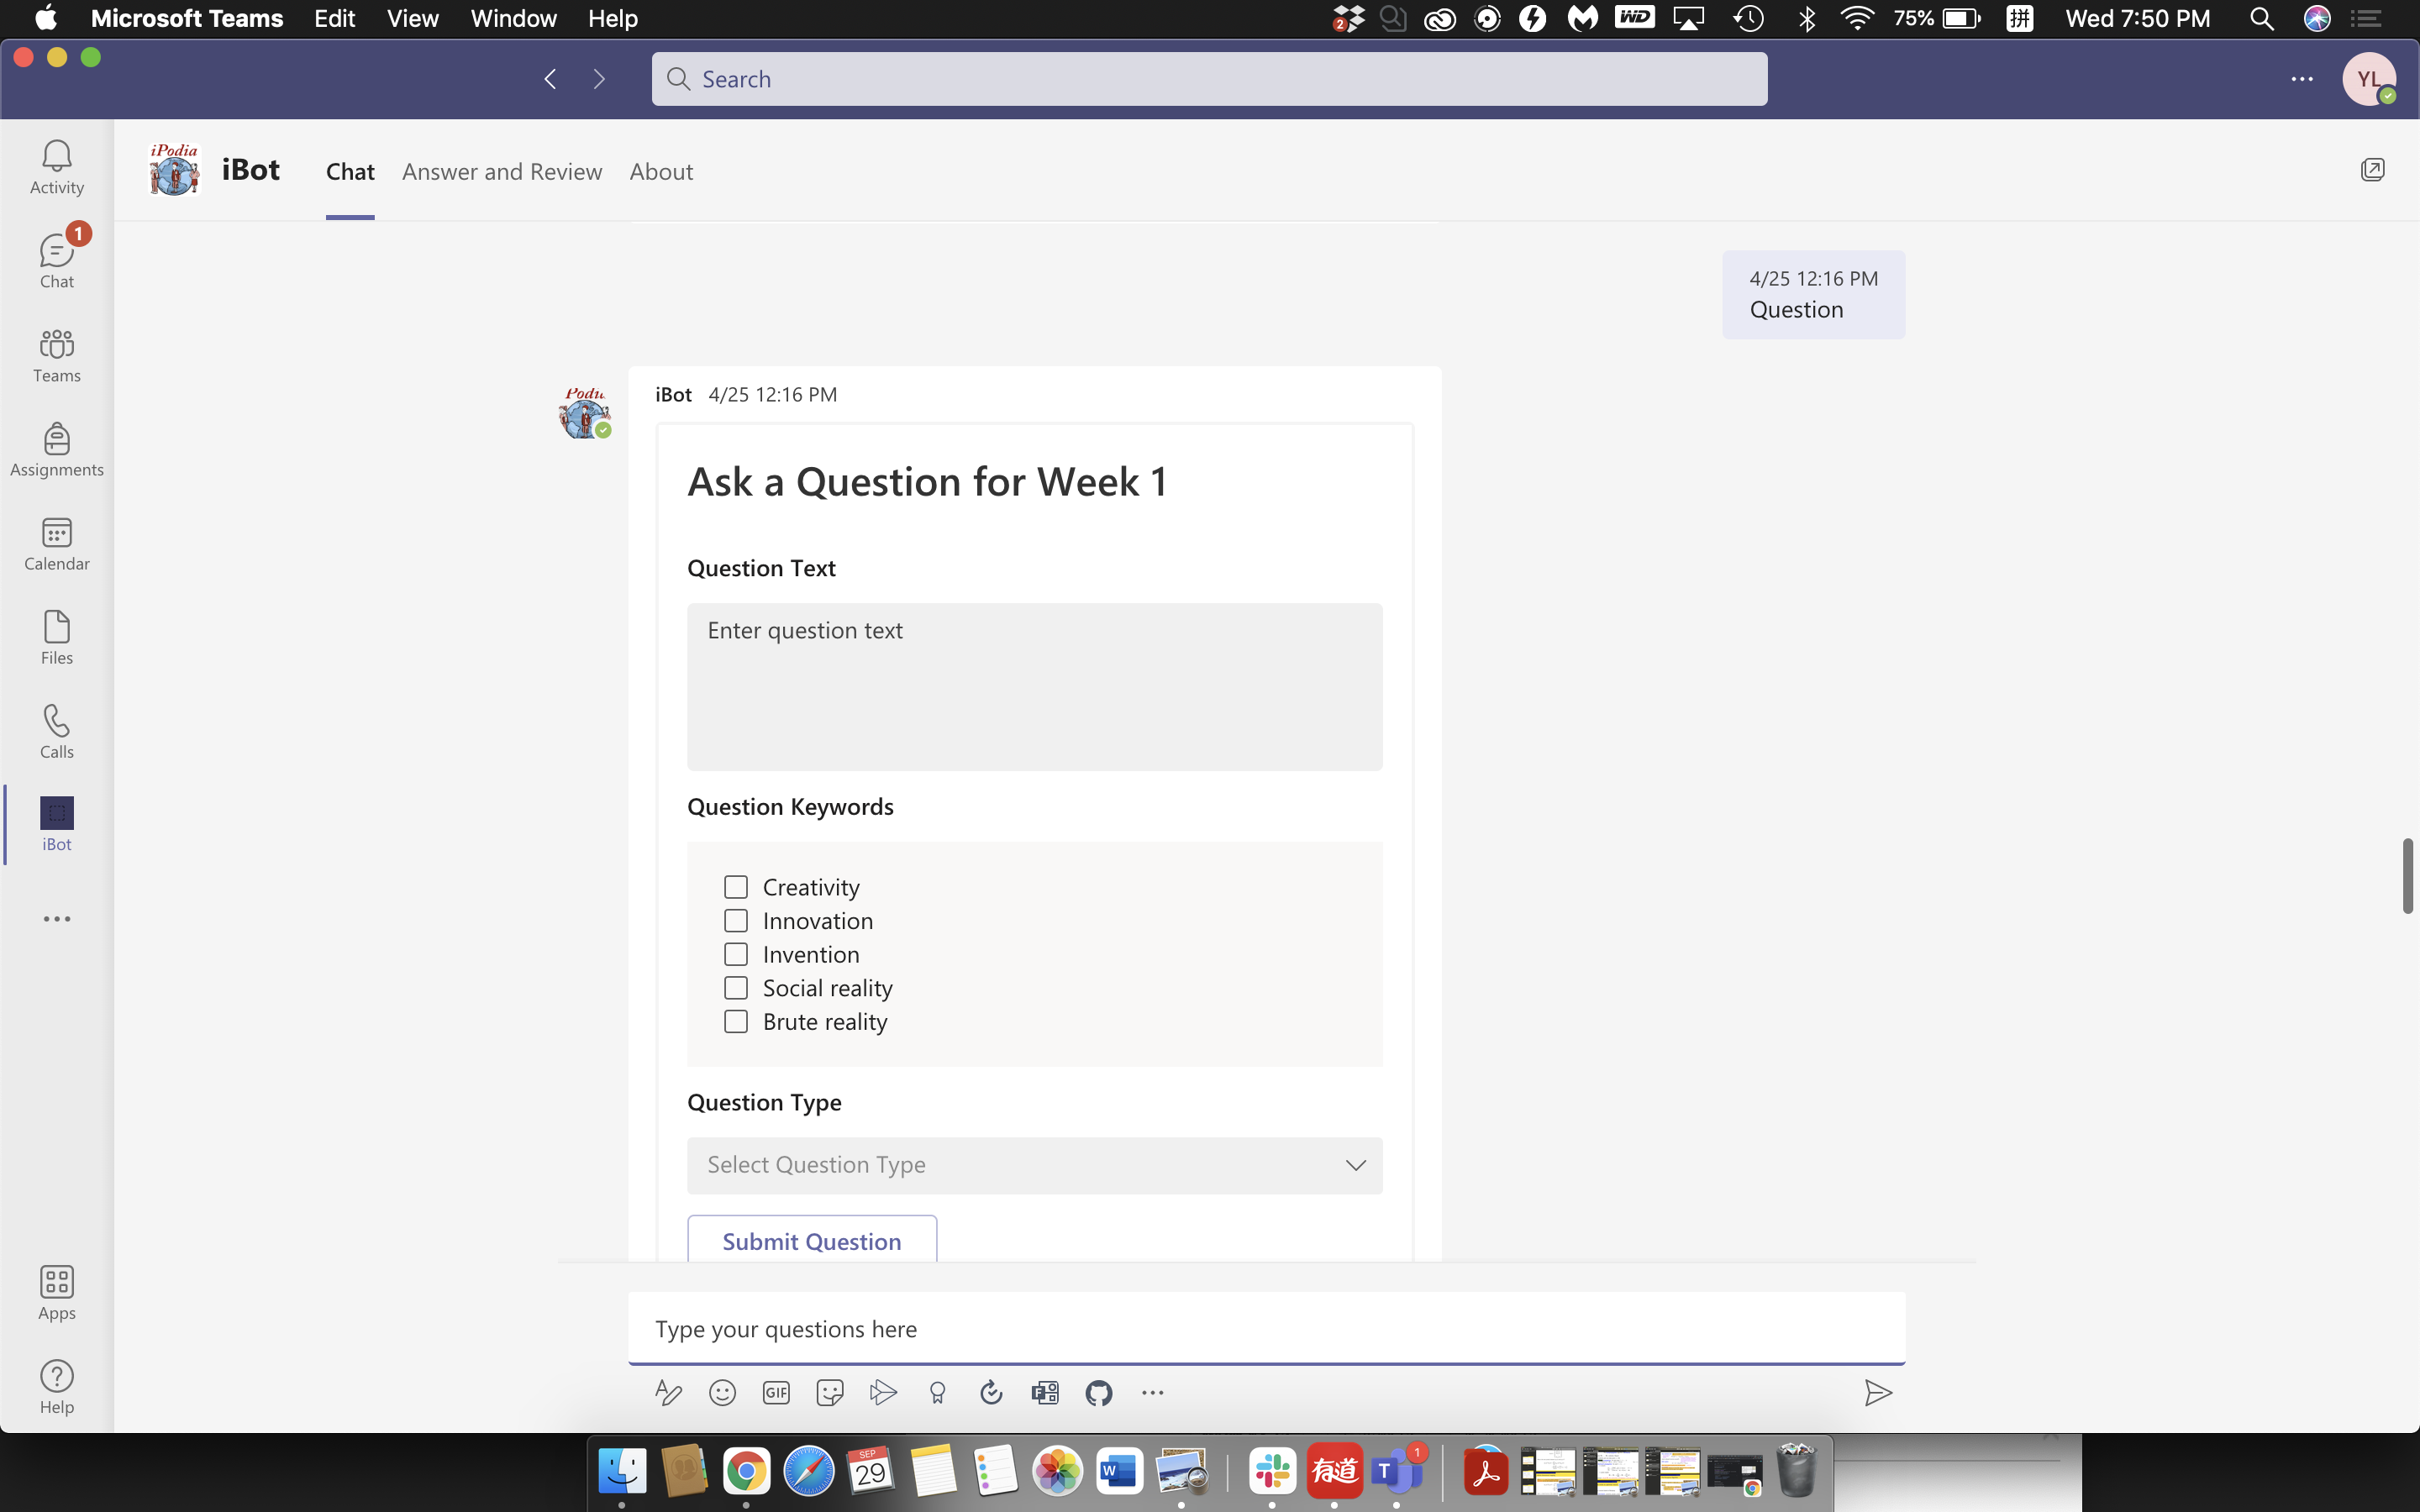 Microsoft Teams Edit View Window Help
2 WD 75% 拼 Wed 7:50 PM
Search
YL
iPodia
iBot Chat Answer and Review About
Activity
1
Chat
Teams
Assignments
Calendar
Files
Calls
iBot
Apps
Help
4/25 12:16 PM
Question
iBot 4/25 12:16 PM
Ask a Question for Week 1
Question Text
Enter question text
Question Keywords
Creativity
Innovation
Invention
Social reality
Brute reality
Question Type
Select Question Type
Submit Question
Type your questions here
GIF
SEP
29
W
有道
T
1